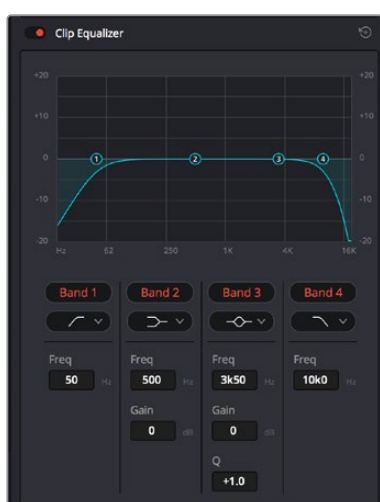 Clip Equalizer
+20 +20
+10 +10
0 0
-10 -10
-20 -20
Hz 62 250 1K 4K 16K
1 2 3 4
Band 1 Band 2 Band 3 Band 4
Freq Freq Freq Freq
50 Hz 500 Hz 3k50 Hz 10k0 Hz
Gain Gain
0 dB 0 dB
Q
+1.0